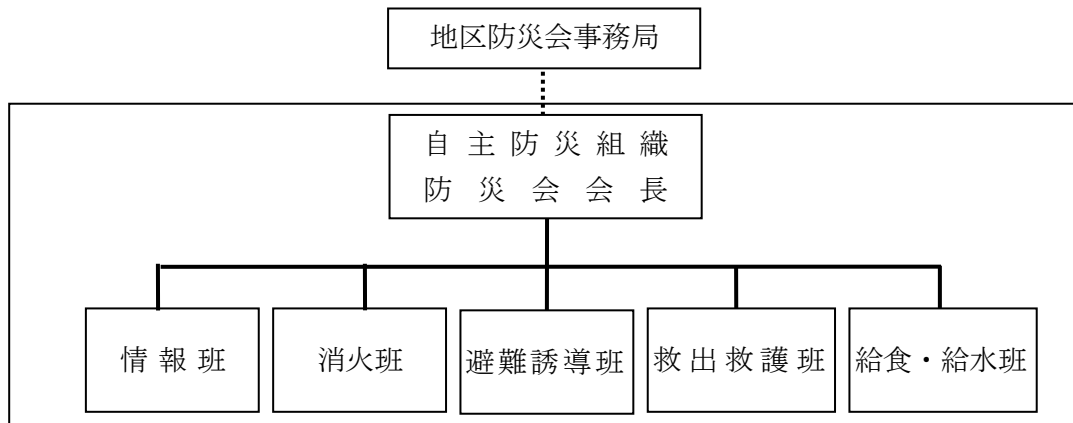 地区防災会事務局
自主防災組織
防災会会長
情報班
消火班
避難誘導班
救出救護班
給食・給水班